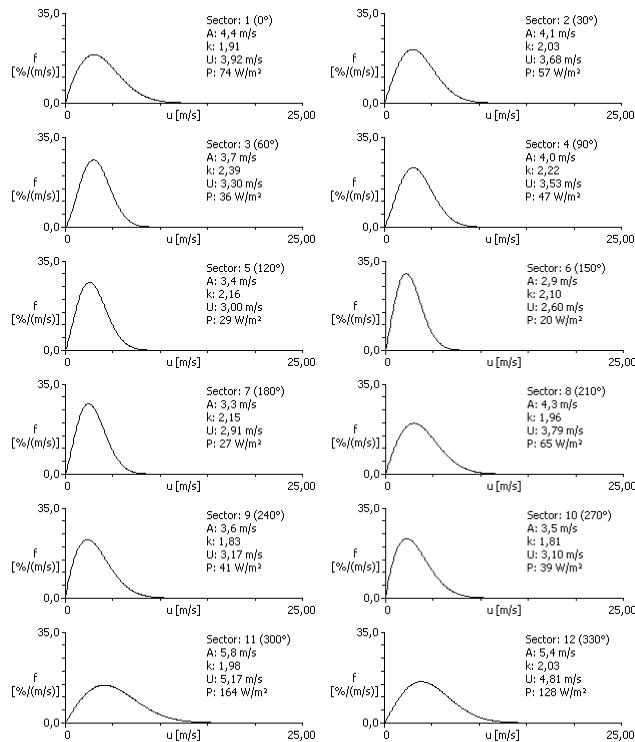 35,0
f
[%/(m/s)]
0,0
0
u [m/s]
25,00
Sector: 1 (0°)
A: 4,4 m/s
k: 1,91
U: 3,92 m/s
P: 74 W/m²
35,0
f
[%/(m/s)]
0,0
0
u [m/s]
25,00
Sector: 2 (30°)
A: 4,1 m/s
k: 2,03
U: 3,68 m/s
P: 57 W/m²
35,0
f
[%/(m/s)]
0,0
0
u [m/s]
25,00
Sector: 3 (60°)
A: 3,7 m/s
k: 2,39
U: 3,30 m/s
P: 36 W/m²
35,0
f
[%/(m/s)]
0,0
0
u [m/s]
25,00
Sector: 4 (90°)
A: 4,0 m/s
k: 2,22
U: 3,53 m/s
P: 47 W/m²
35,0
f
[%/(m/s)]
0,0
0
u [m/s]
25,00
Sector: 5 (120°)
A: 3,4 m/s
k: 2,16
U: 3,00 m/s
P: 29 W/m²
35,0
f
[%/(m/s)]
0,0
0
u [m/s]
25,00
Sector: 6 (150°)
A: 2,9 m/s
k: 2,10
U: 2,60 m/s
P: 20 W/m²
35,0
f
[%/(m/s)]
0,0
0
u [m/s]
25,00
Sector: 7 (180°)
A: 3,3 m/s
k: 2,15
U: 2,91 m/s
P: 27 W/m²
35,0
f
[%/(m/s)]
0,0
0
u [m/s]
25,00
Sector: 8 (210°)
A: 4,3 m/s
k: 1,96
U: 3,79 m/s
P: 65 W/m²
35,0
f
[%/(m/s)]
0,0
0
u [m/s]
25,00
Sector: 9 (240°)
A: 3,6 m/s
k: 1,83
U: 3,17 m/s
P: 41 W/m²
35,0
f
[%/(m/s)]
0,0
0
u [m/s]
25,00
Sector: 10 (270°)
A: 3,5 m/s
k: 1,81
U: 3,10 m/s
P: 39 W/m²
35,0
f
[%/(m/s)]
0,0
0
u [m/s]
25,00
Sector: 11 (300°)
A: 5,8 m/s
k: 1,98
U: 5,17 m/s
P: 164 W/m²
35,0
f
[%/(m/s)]
0,0
0
u [m/s]
25,00
Sector: 12 (330°)
A: 5,4 m/s
k: 2,03
U: 4,81 m/s
P: 128 W/m²